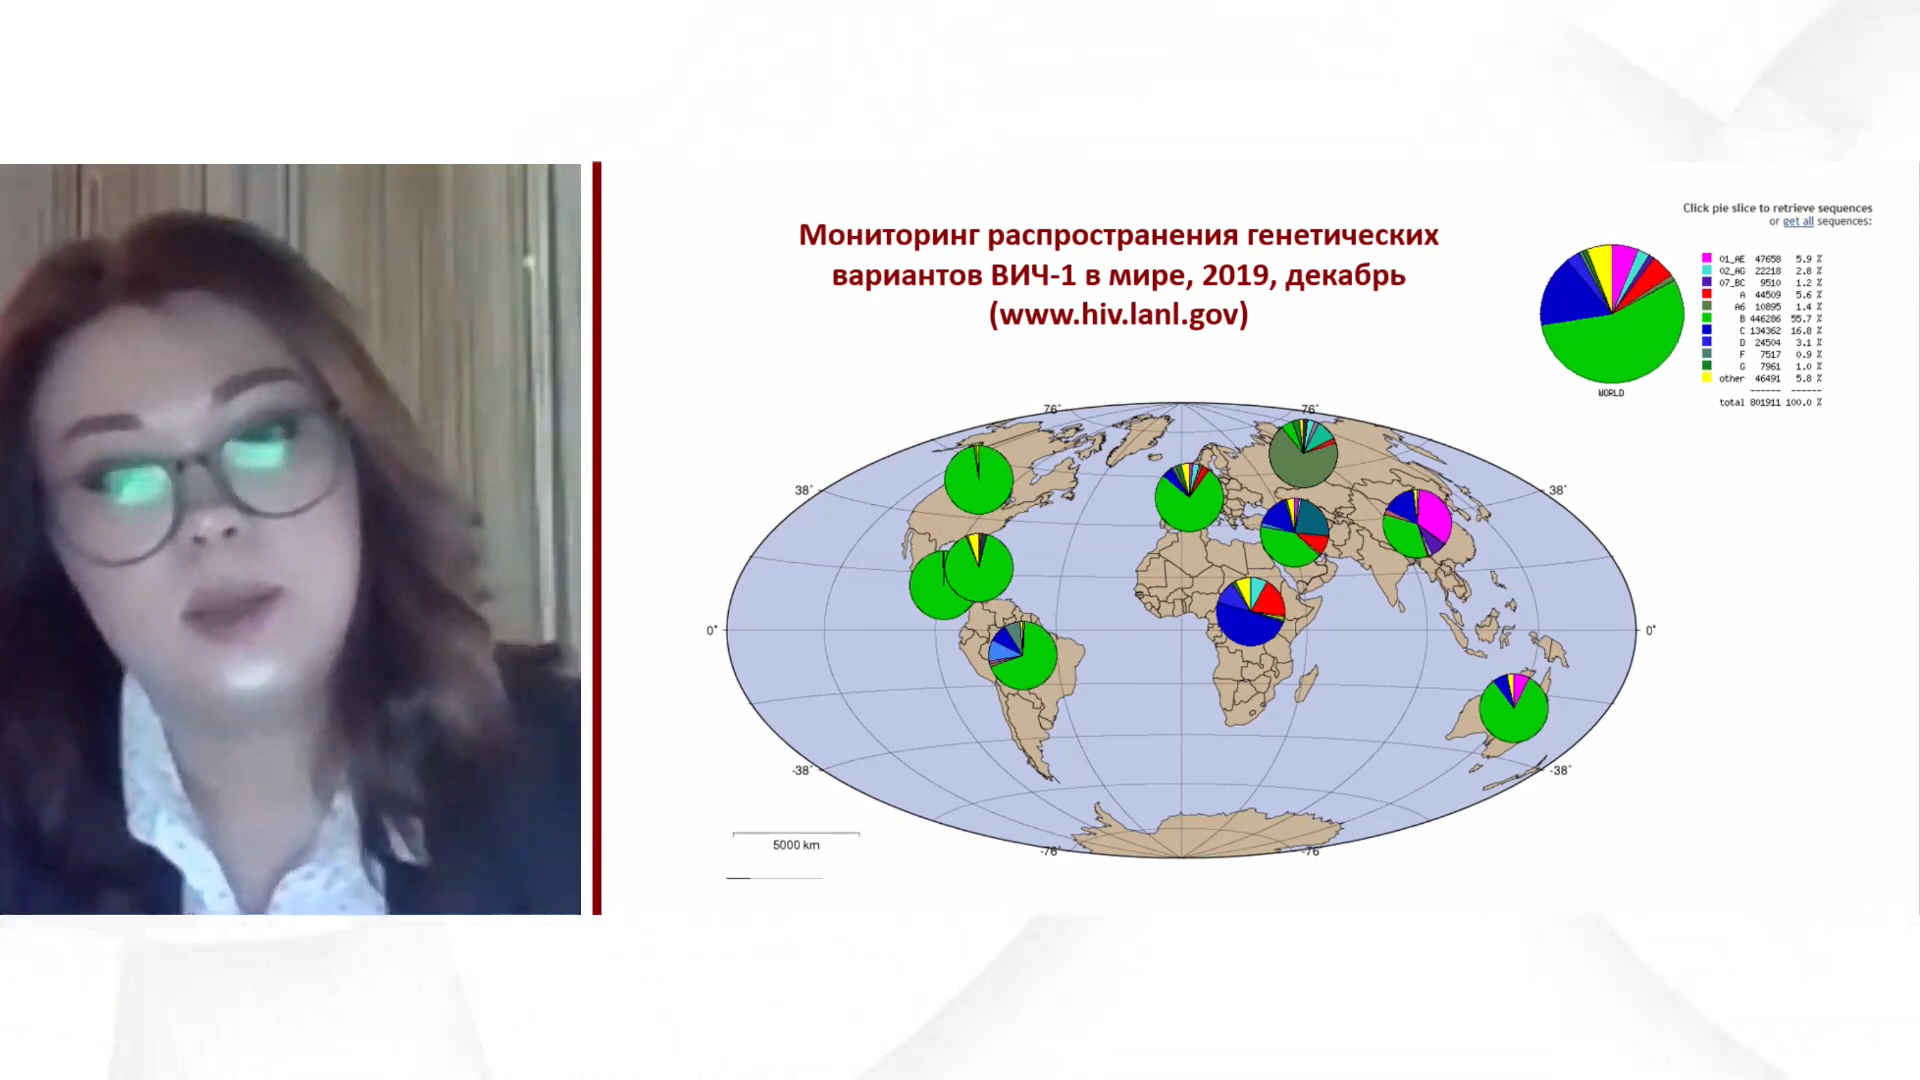 Мониторинг распространения генетических
вариантов ВИЧ-1 в мире, 2019, декабрь
(www.hiv.lanl.gov)
Click pie slice to retrieve sequences
or get all sequences:
01_AE 47658 5.9 %
02_AG 22218 2.8 %
07_BC 9510 1.2 %
A 44509 5.6 %
A6 10895 1.4 %
B 446286 55.7 %
C 134362 16.8 %
D 24504 3.1 %
F 7517 0.9 %
G 7961 1.0 %
other 46491 5.8 %
total 801911 100.0 %
WORLD
76°
76°
38°
38°
0°
0°
-38°
-38°
-76°
-76°
5000 km